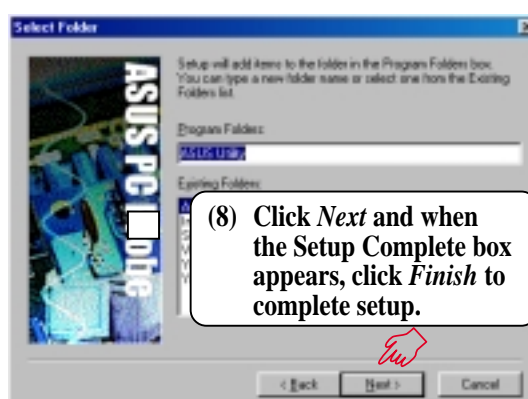 Select Folder
Setup will add items to the folder in the Program Folders box.
You can type a new folder name or select one from the Existing
Folders list.
Program Folders:
ASUS Utility
Existing Folders:
ASUS PC Probe
(8) Click Next and when
the Setup Complete box
appears, click Finish to
complete setup.
< Back
Next >
Cancel